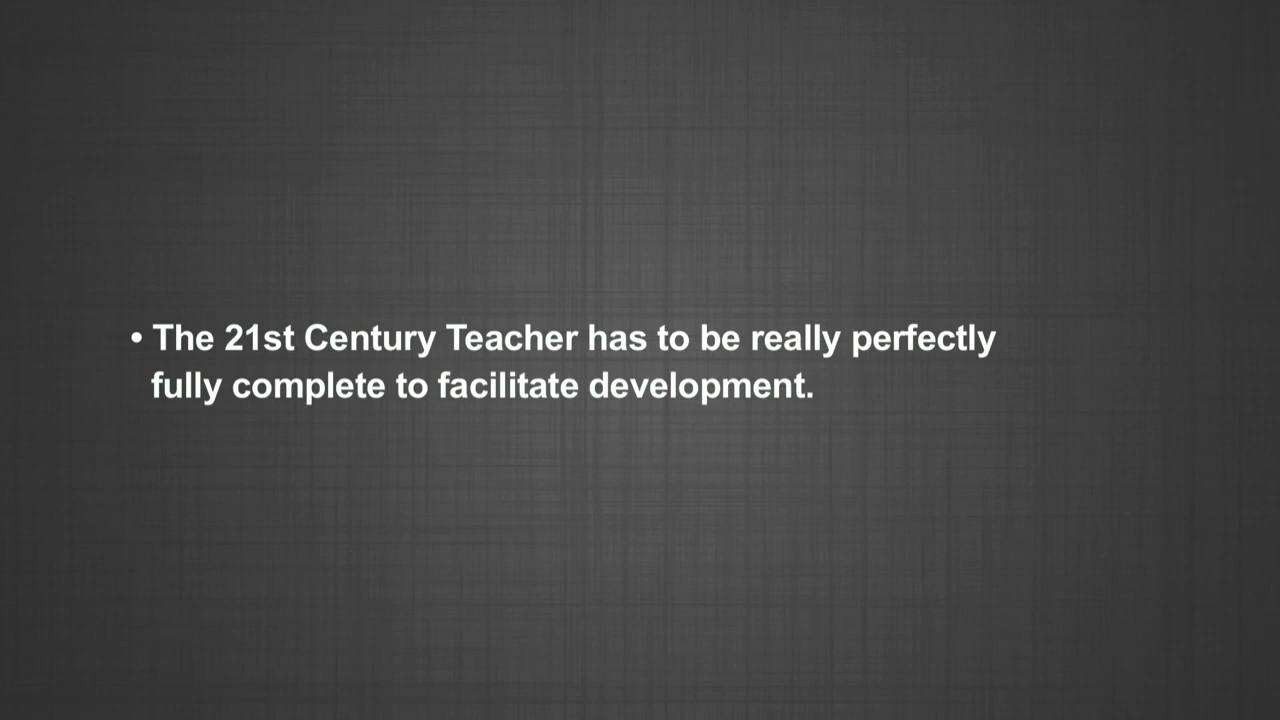 • The 21st Century Teacher has to be really perfectly
fully complete to facilitate development.